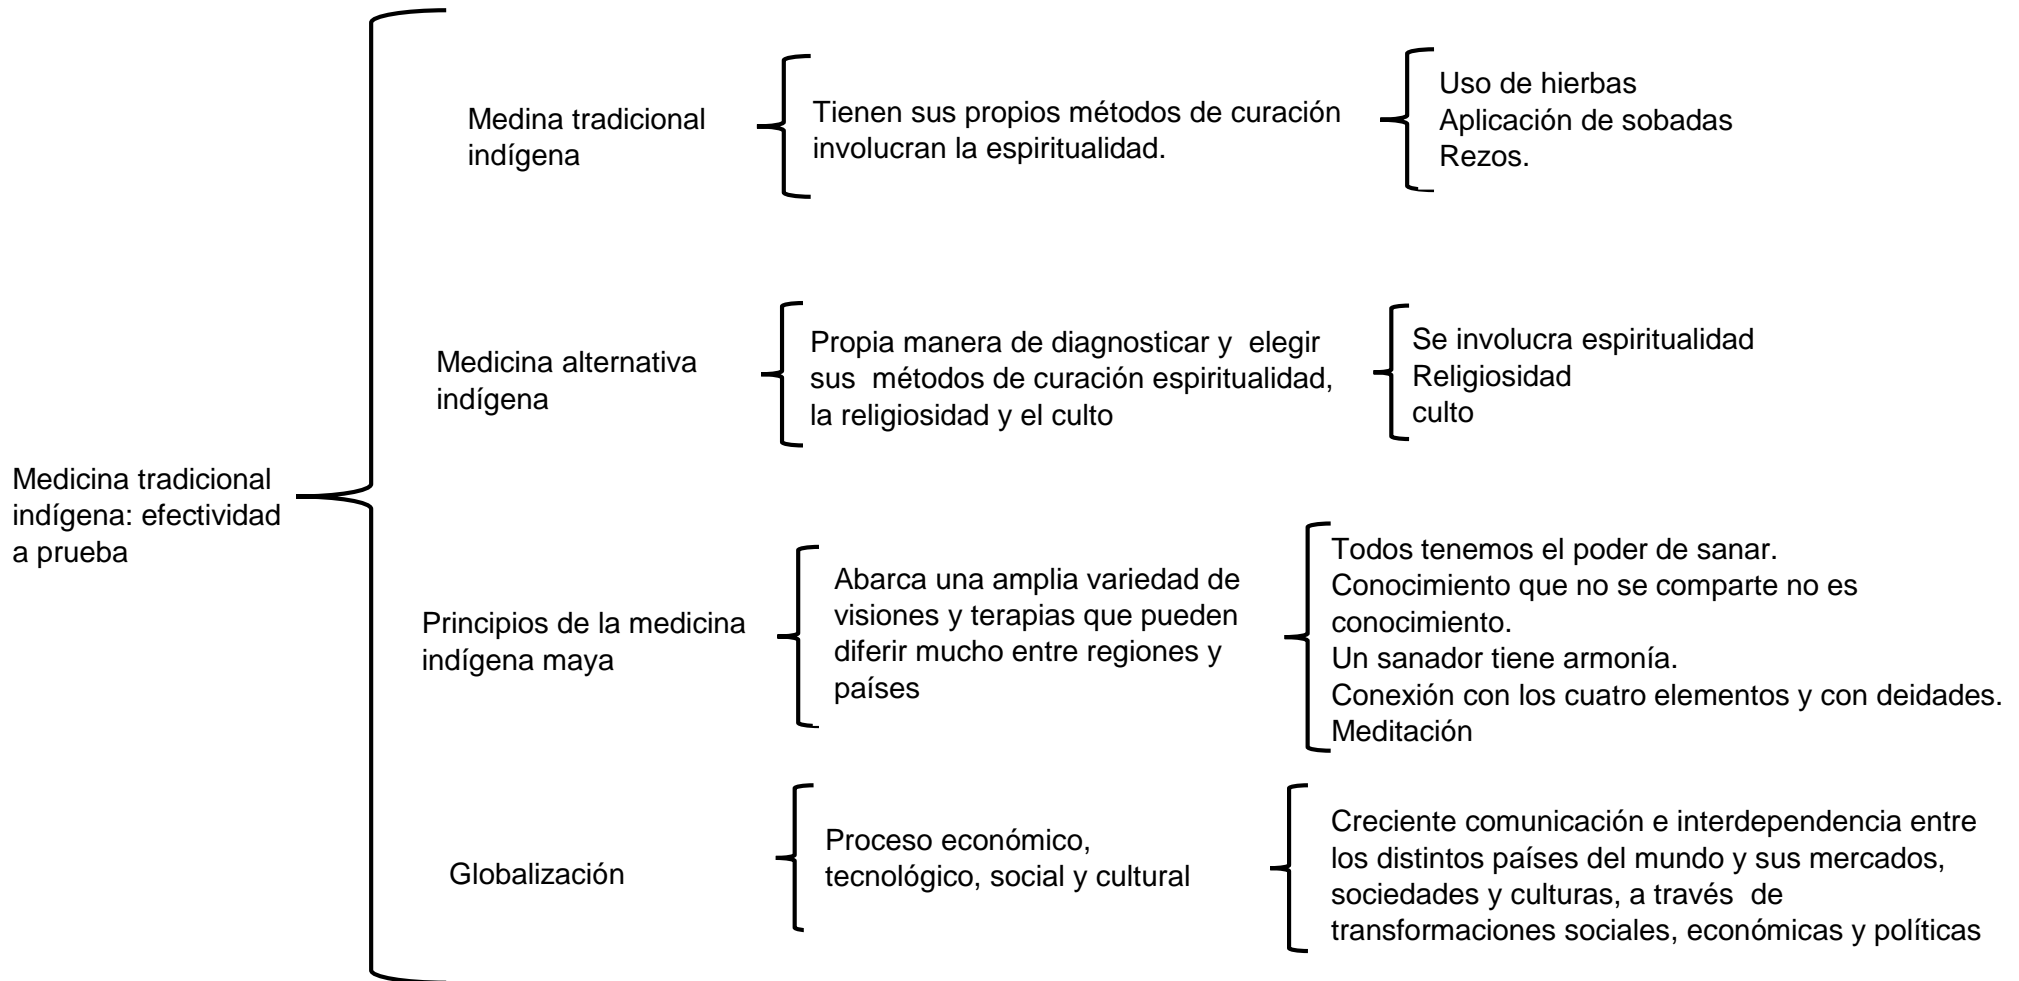 Medicina tradicional
indígena: efectividad
a prueba
Medina tradicional
indígena
Tienen sus propios métodos de curación
involucran la espiritualidad.
Uso de hierbas
Aplicación de sobadas
Rezos.
Medicina alternativa
indígena
Propia manera de diagnosticar y  elegir
sus  métodos de curación espiritualidad,
la religiosidad y el culto
Se involucra espiritualidad
Religiosidad
culto
Principios de la medicina
indígena maya
Abarca una amplia variedad de
visiones y terapias que pueden
diferir mucho entre regiones y
países
Todos tenemos el poder de sanar.
Conocimiento que no se comparte no es
conocimiento.
Un sanador tiene armonía.
Conexión con los cuatro elementos y con deidades.
Meditación
Globalización
Proceso económico,
tecnológico, social y cultural
Creciente comunicación e interdependencia entre
los distintos países del mundo y sus mercados,
sociedades y culturas, a través  de
transformaciones sociales, económicas y políticas